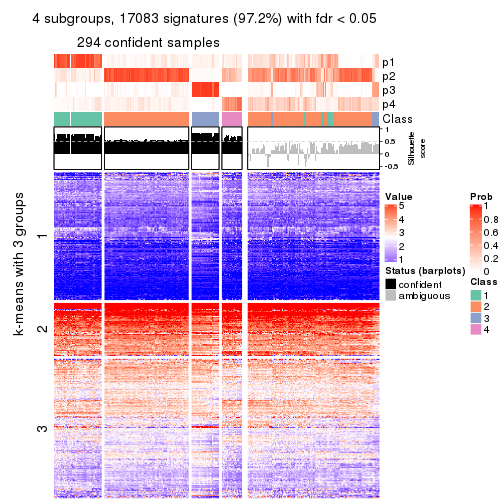 4 subgroups, 17083 signatures (97.2%) with fdr < 0.05
294 confident samples
p1
p2
p3
p4
Class
1
0.5
0
-0.5
Silhouette
score
k-means with 3 groups
1
2
3
Value
5
4
3
2
1
Prob
1
0.8
0.6
0.4
0.2
0
Status (barplots)
confident
ambiguous
Class
1
2
3
4